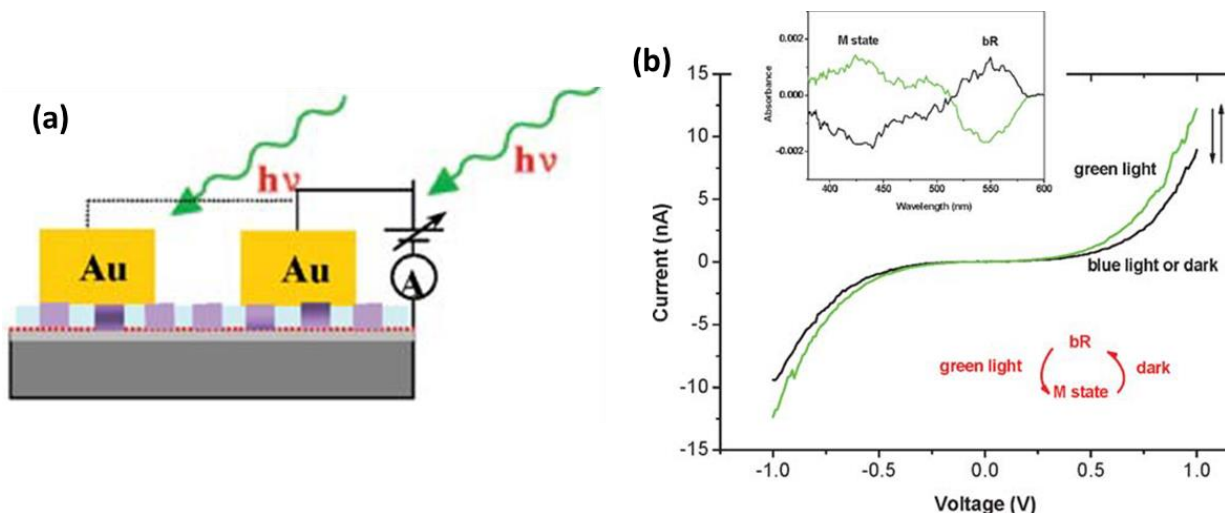 (a)
hν
hν
Au
Au
A
(b)
M state
bR
0.002
0.000
-0.002
Absorbance
400
450
500
550
600
Wavelength (nm)
15
10
5
0
-5
-10
-15
Current (nA)
green light
blue light or dark
bR
green light
dark
M state
-1.0
-0.5
0.0
0.5
1.0
Voltage (V)